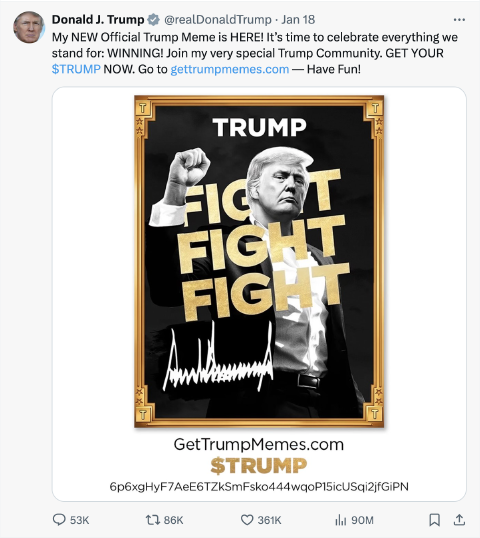 Donald J. Trump @realDonaldTrump · Jan 18
My NEW Official Trump Meme is HERE! It's time to celebrate everything we
stand for: WINNING! Join my very special Trump Community. GET YOUR
$TRUMP NOW. Go to gettrumpmemes.com — Have Fun!
T T
TRUMP
FIGHT
FIGHT
FIGHT
T T
GetTrumpMemes.com
$TRUMP
6p6xgHyF7AeE6TZkSmFsko444wqoP15icUSqi2jfGiPN
53K 86K 361K 90M